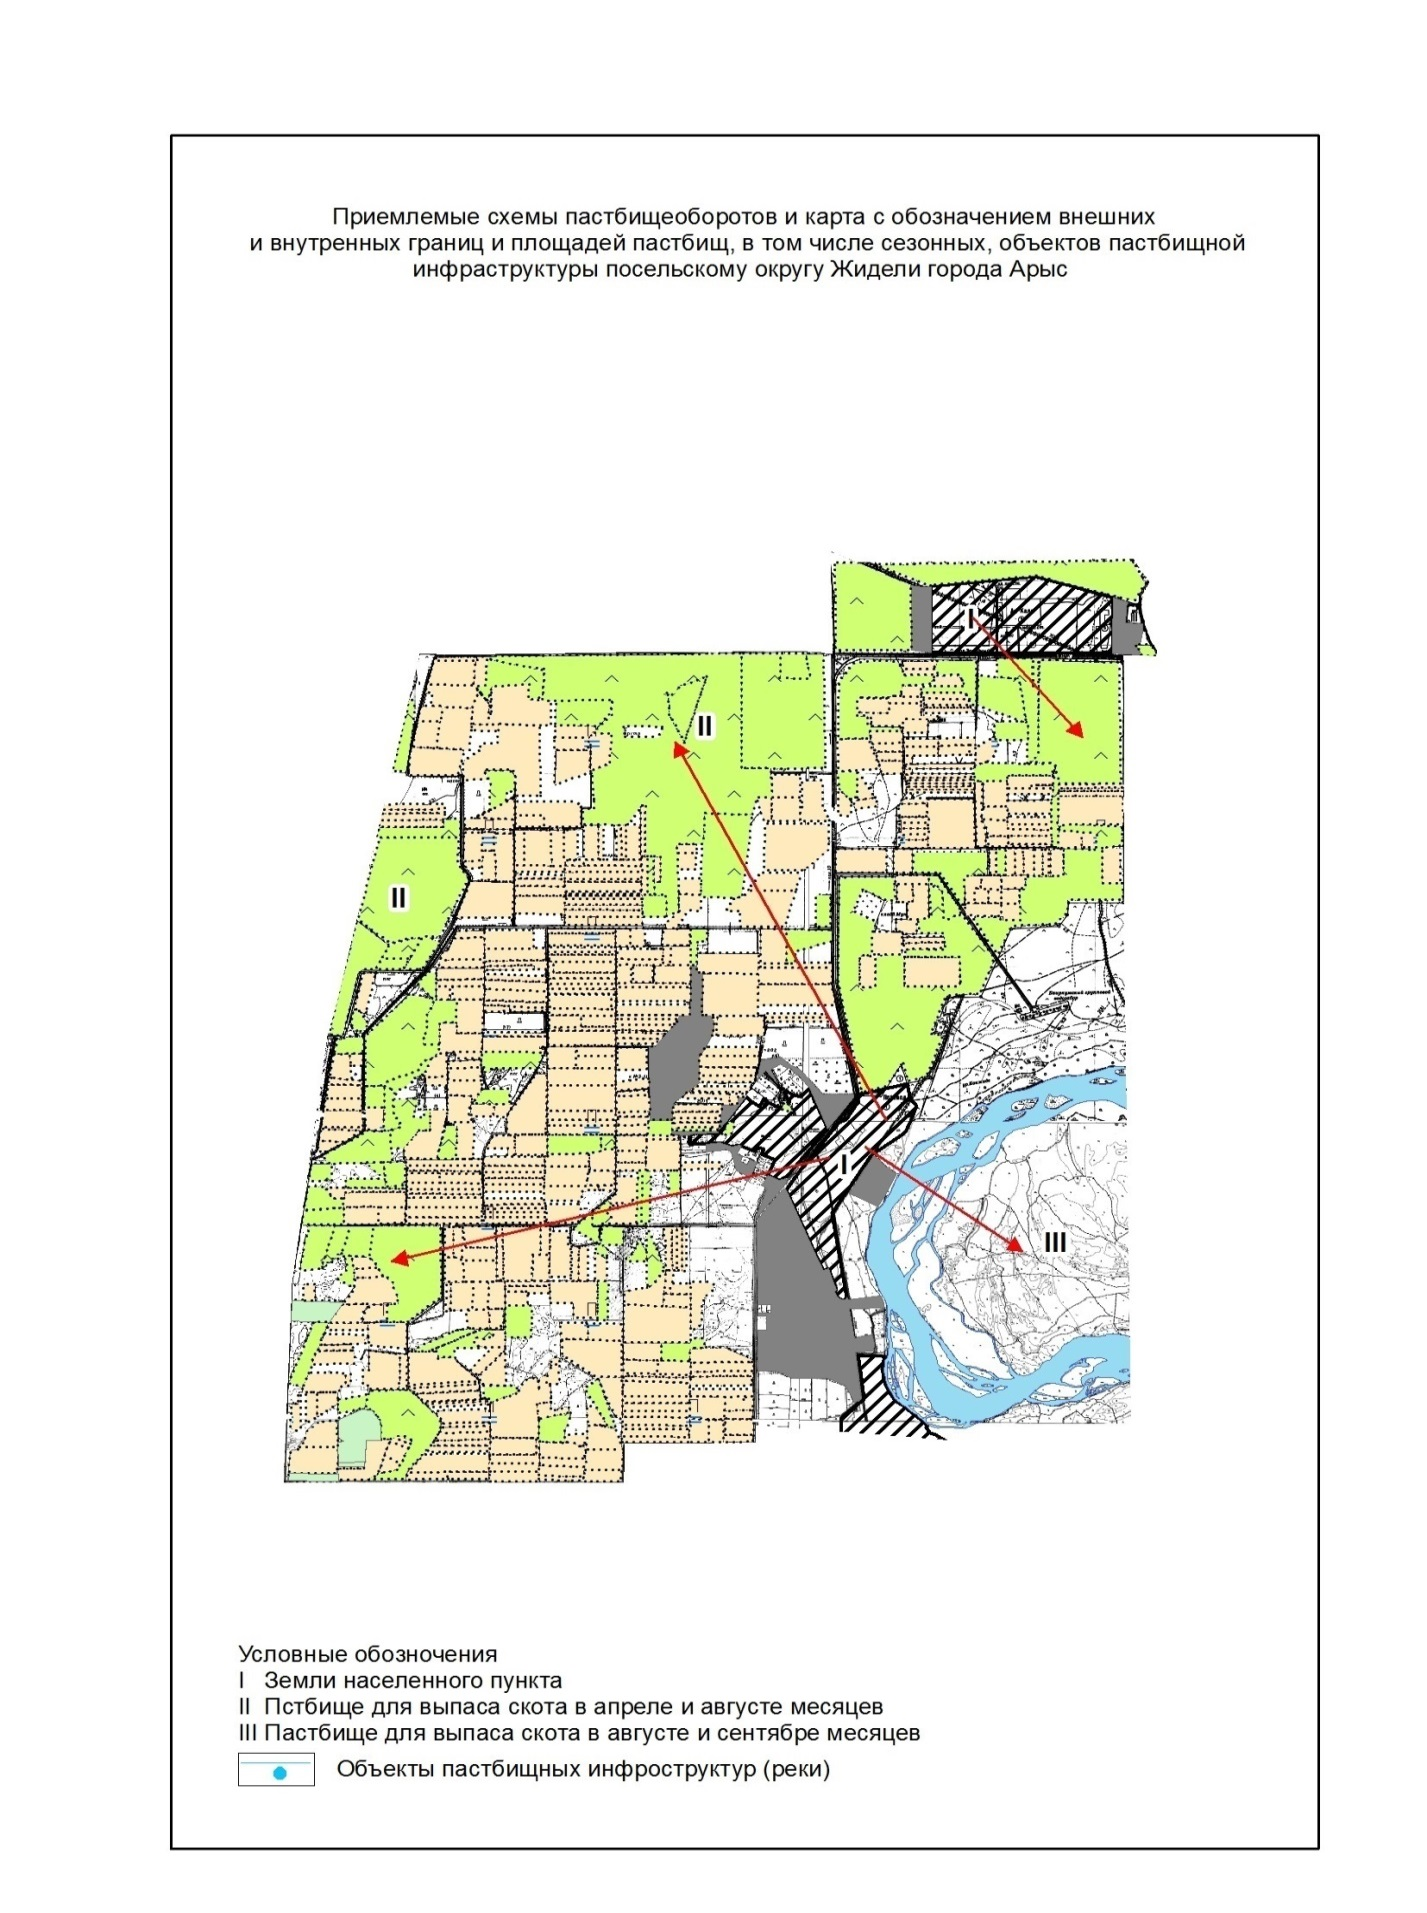 Приемлемые схемы пастбищеоборотов и карта с обозначением внешних
и внутренных границ и площадей пастбищ, в том числе сезонных, объектов пастбищной
инфраструктуры посельскому округу Жидели города Арыс
I
II
II
I
III
Условные обозночения
I Земли населенного пункта
II Пстбище для выпаса скота в апреле и августе месяцев
III Пастбище для выпаса скота в августе и сентябре месяцев
Объекты пастбищных инфроструктур (реки)